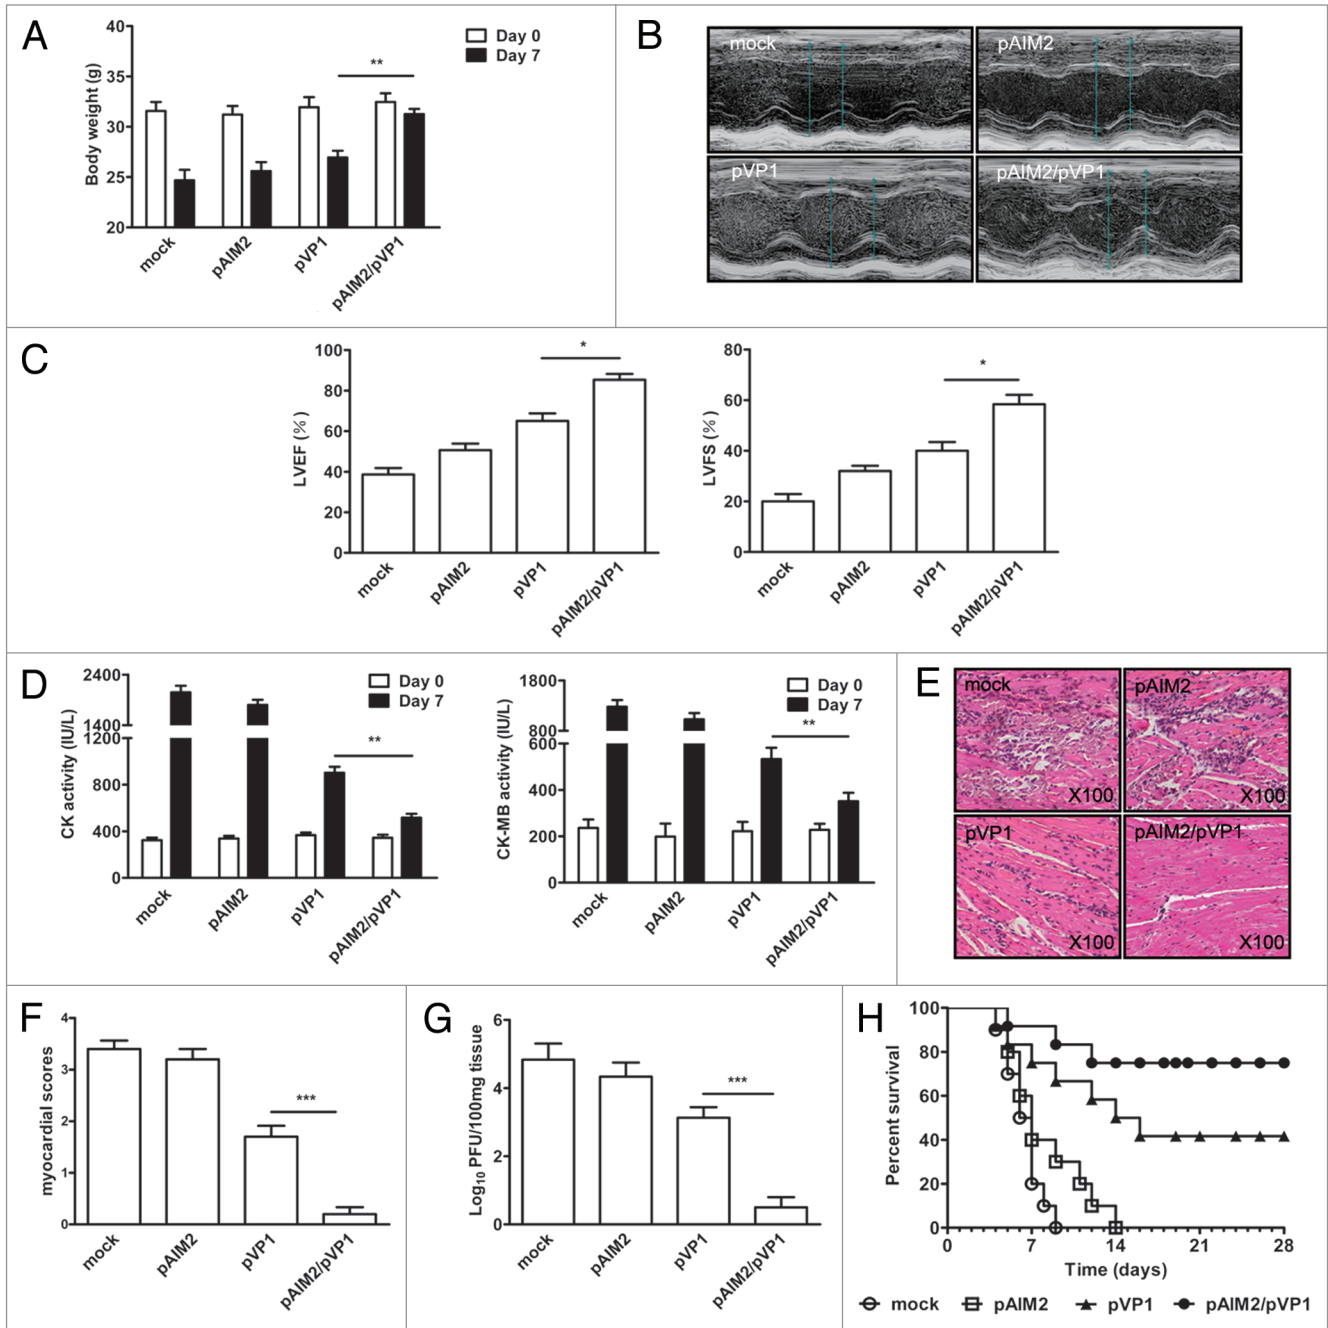 A
Body weight (g)
40
35
30
25
20
**
Day 0
Day 7
mock
pAIM2
pVP1
pAIM2/pVP1
B
mock
pAIM2
pVP1
pAIM2/pVP1
C
LVEF (%)
100
80
60
40
20
0
*
mock
pAIM2
pVP1
pAIM2/pVP1
LVFS (%)
80
60
40
20
0
*
mock
pAIM2
pVP1
pAIM2/pVP1
D
CK activity (IU/L)
2400
1400
1200
800
400
0
Day 0
Day 7
**
mock
pAIM2
pVP1
pAIM2/pVP1
CK-MB activity (IU/L)
1800
800
600
400
200
0
Day 0
Day 7
**
mock
pAIM2
pVP1
pAIM2/pVP1
E
mock
X100
pAIM2
X100
pVP1
X100
pAIM2/pVP1
X100
F
myocardial scores
4
3
2
1
0
***
mock
pAIM2
pVP1
pAIM2/pVP1
G
Log10 PFU/100mg tissue
6
4
2
0
***
mock
pAIM2
pVP1
pAIM2/pVP1
H
Percent survival
100
80
60
40
20
0
0 7 14 21 28
Time (days)
mock pAIM2 pVP1 pAIM2/pVP1